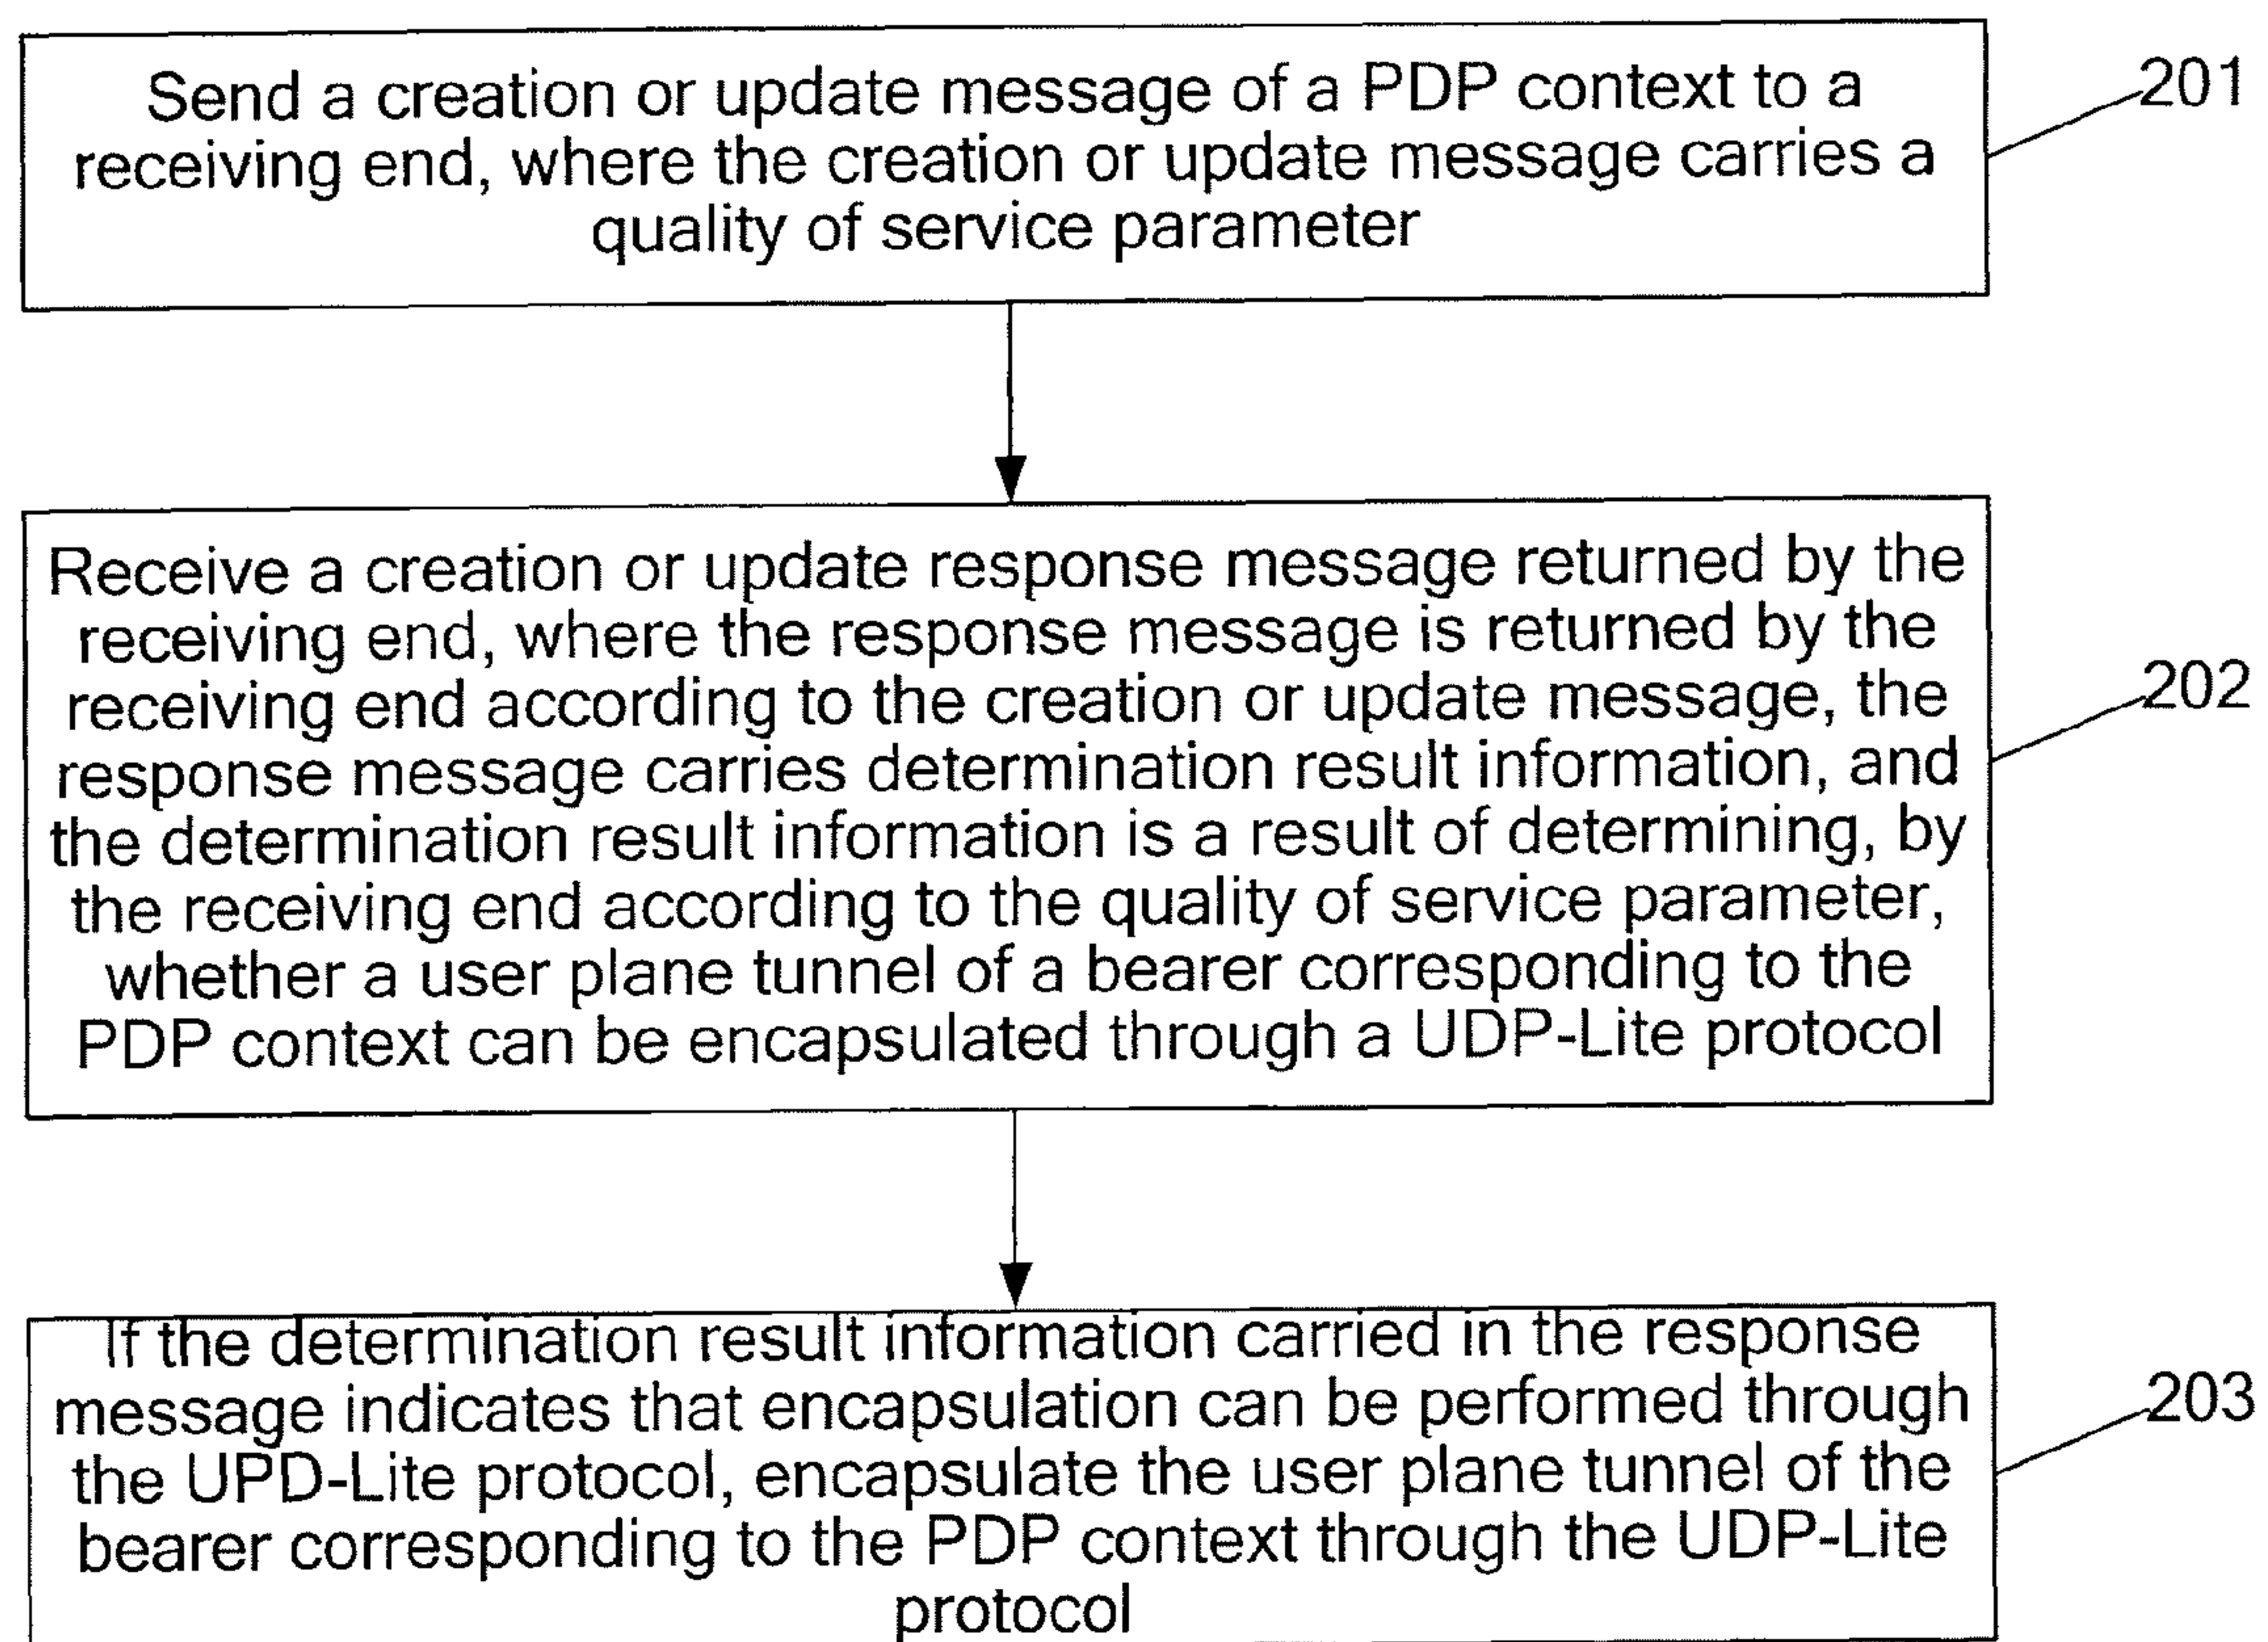 Send a creation or update message of a PDP context to a
receiving end, where the creation or update message carries a
quality of service parameter
201
Receive a creation or update response message returned by the
receiving end, where the response message is returned by the
receiving end according to the creation or update message, the
response message carries determination result information, and
the determination result information is a result of determining, by
the receiving end according to the quality of service parameter,
whether a user plane tunnel of a bearer corresponding to the
PDP context can be encapsulated through a UDP-Lite protocol
202
If the determination result information carried in the response
message indicates that encapsulation can be performed through
the UPD-Lite protocol, encapsulate the user plane tunnel of the
bearer corresponding to the PDP context through the UDP-Lite
protocol
203